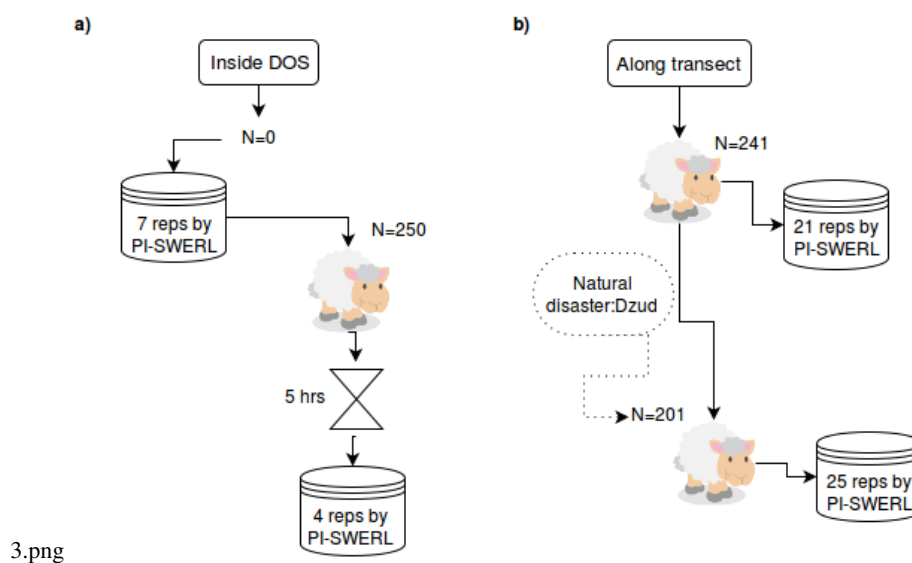 a)
Inside DOS
N=0
7 reps by
PI-SWERL
N=250
5 hrs
4 reps by
PI-SWERL
b)
Along transect
N=241
21 reps by
PI-SWERL
Natural
disaster:Dzud
N=201
25 reps by
PI-SWERL
3.png